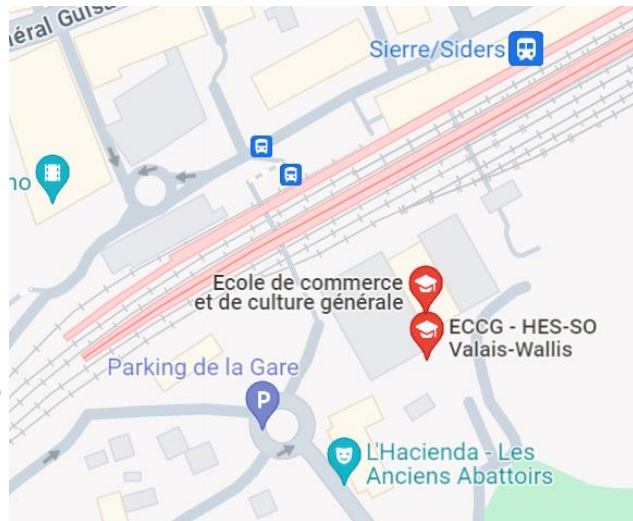 éral Guisa
Sierre/Siders
no
Ecole de commerce
et de culture générale
ECCG - HES-SO
Valais-Wallis
Parking de la Gare
P
L'Hacienda - Les
Anciens Abattoirs